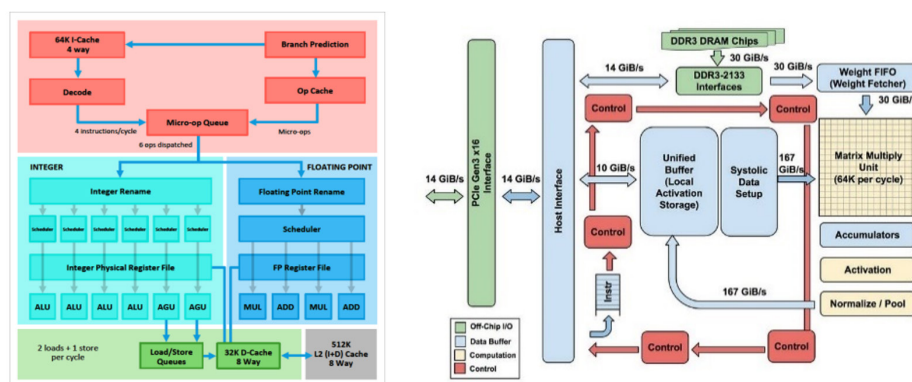 64K I-Cache
4 way
Branch Prediction
Decode
Op Cache
Micro-op Queue
4 instructions/cycle
Micro-ops
6 ops dispatched
INTEGER
FLOATING POINT
Integer Rename
Floating Point Rename
Scheduler
Scheduler
Scheduler
Scheduler
Scheduler
Scheduler
Scheduler
Integer Physical Register File
FP Register File
ALU
ALU
ALU
ALU
AGU
AGU
MUL
ADD
MUL
ADD
2 loads + 1 store
per cycle
Load/Store
Queues
32K D-Cache
8 Way
512K
L2 (I+D) Cache
8 Way
DDR3 DRAM Chips
30 GiB/s
14 GiB/s
DDR3-2133
Interfaces
30 GiB/s
Weight FIFO
(Weight Fetcher)
30 GiB/s
Control
Control
14 GiB/s
PCIe Gen3 x16
Interface
14 GiB/s
Host Interface
10 GiB/s
Unified
Buffer
(Local
Activation
Storage)
Systolic
Data
Setup
167
GiB/s
Matrix Multiply
Unit
(64K per cycle)
Control
Accumulators
Activation
Instr
167 GiB/s
Normalize / Pool
Off-Chip I/O
Data Buffer
Computation
Control
Control
Control
Control